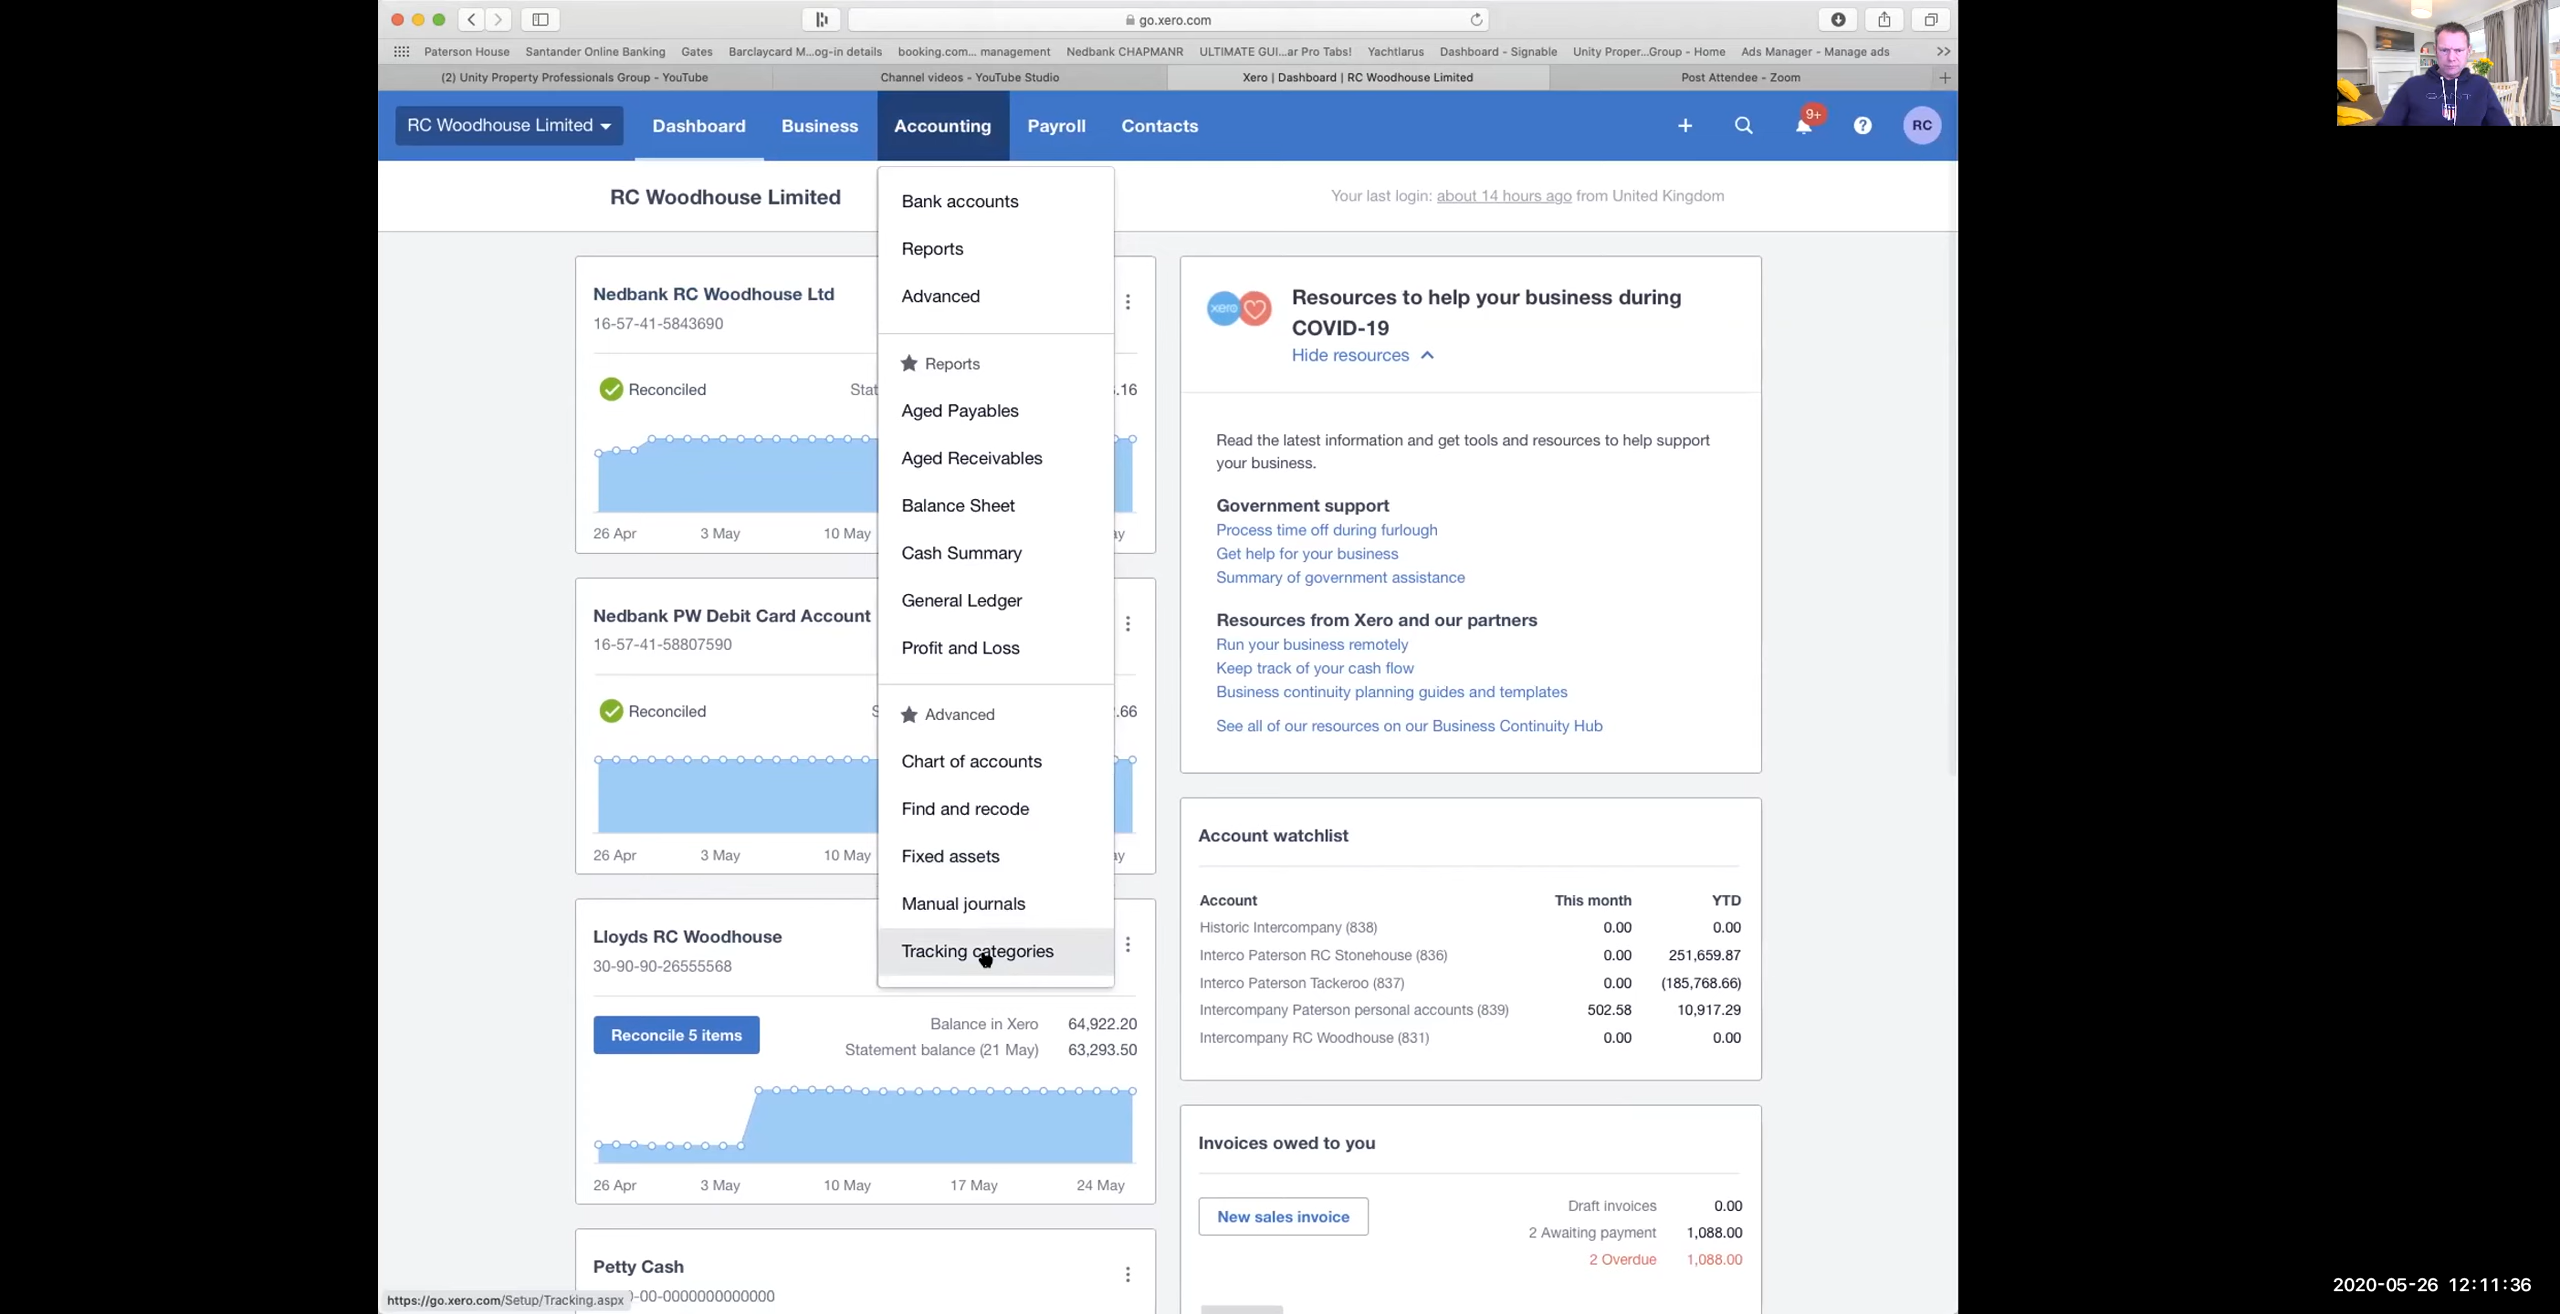 go.xero.com
Paterson House Santander Online Banking Gates Barclaycard M...og-in details booking.com... management Nedbank CHAPMANR ULTIMATE GUI...ar Pro Tabs! Yachtlarus Dashboard - Signable Unity Proper...Group - Home Ads Manager - Manage ads >>
(2) Unity Property Professionals Group - YouTube Channel videos - YouTube Studio Xero | Dashboard | RC Woodhouse Limited Post Attendee - Zoom +
RC Woodhouse Limited Dashboard Business Accounting Payroll Contacts + 9+ ? RC
RC Woodhouse Limited
Your last login: about 14 hours ago from United Kingdom
Bank accounts
Reports
Advanced
Reports
Aged Payables
Aged Receivables
Balance Sheet
Cash Summary
General Ledger
Profit and Loss
Advanced
Chart of accounts
Find and recode
Fixed assets
Manual journals
Tracking categories
Nedbank RC Woodhouse Ltd
16-57-41-5843690
Reconciled Stat .16
26 Apr 3 May 10 May ay
Nedbank PW Debit Card Account
16-57-41-58807590
Reconciled S .66
26 Apr 3 May 10 May ay
Lloyds RC Woodhouse
30-90-90-26555568
Reconcile 5 items
Balance in Xero 64,922.20
Statement balance (21 May) 63,293.50
26 Apr 3 May 10 May 17 May 24 May
Petty Cash
0-00-0000000000000
https://go.xero.com/Setup/Tracking.aspx
xero
Resources to help your business during
COVID-19
Hide resources
Read the latest information and get tools and resources to help support
your business.
Government support
Process time off during furlough
Get help for your business
Summary of government assistance
Resources from Xero and our partners
Run your business remotely
Keep track of your cash flow
Business continuity planning guides and templates
See all of our resources on our Business Continuity Hub
Account watchlist
Account This month YTD
Historic Intercompany (838) 0.00 0.00
Interco Paterson RC Stonehouse (836) 0.00 251,659.87
Interco Paterson Tackeroo (837) 0.00 (185,768.66)
Intercompany Paterson personal accounts (839) 502.58 10,917.29
Intercompany RC Woodhouse (831) 0.00 0.00
Invoices owed to you
New sales invoice
Draft invoices 0.00
2 Awaiting payment 1,088.00
2 Overdue 1,088.00
GANT
2020-05-26 12:11:36